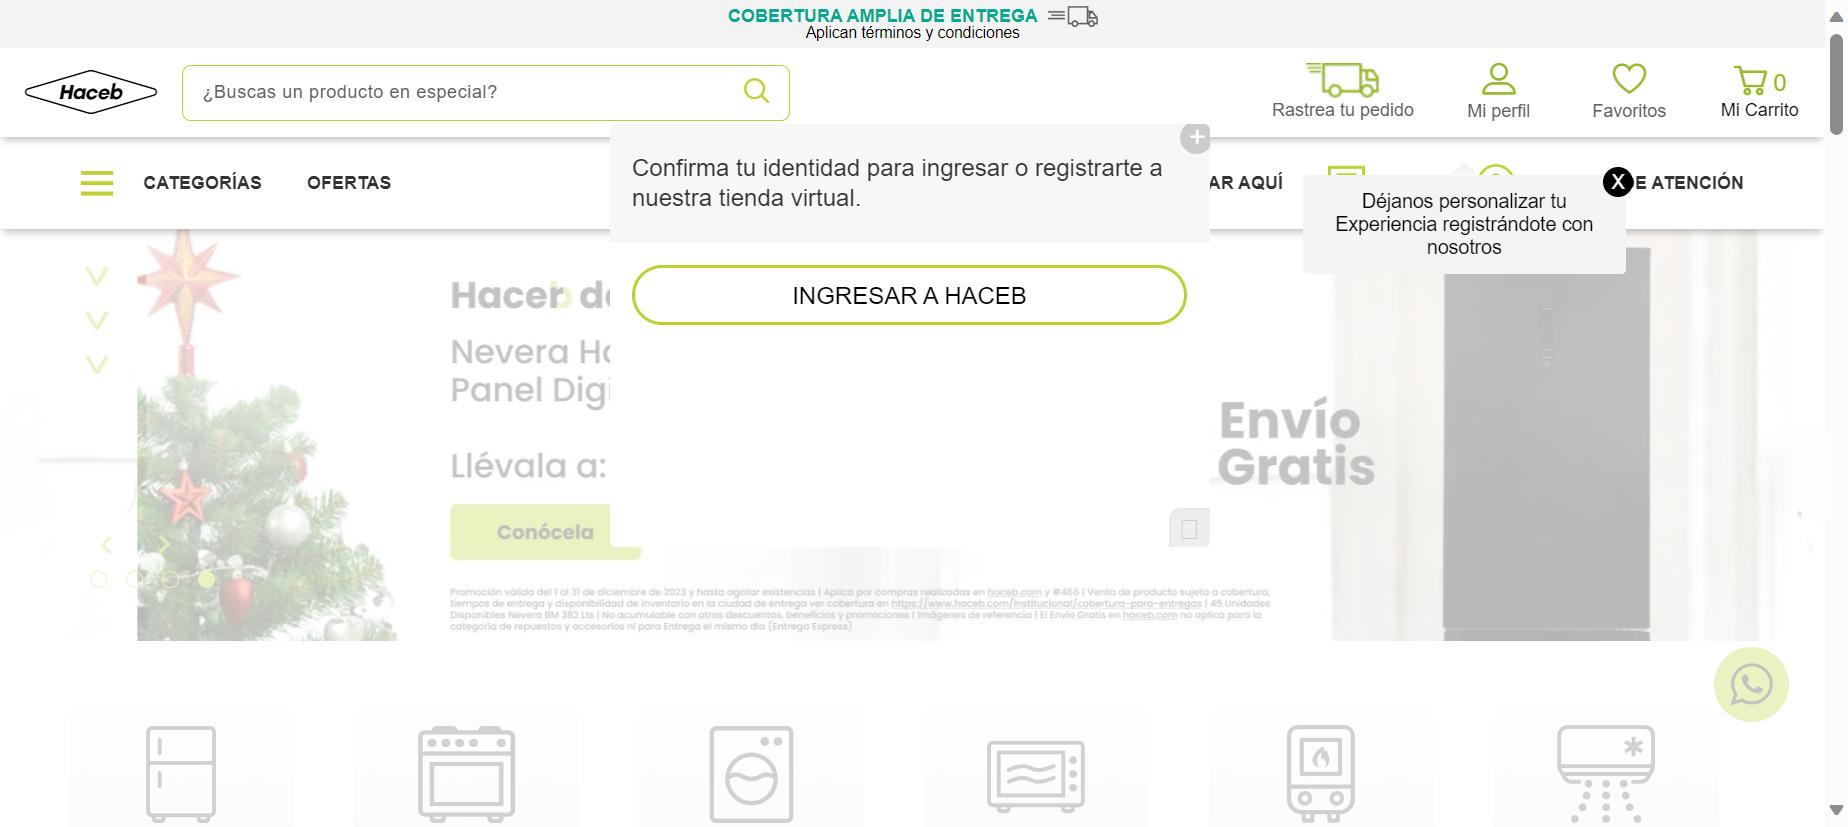 COBERTURA AMPLIA DE ENTREGA
Aplican términos y condiciones
Haceb
¿Buscas un producto en especial?
Rastrea tu pedido
Mi perfil
Favoritos
0
Mi Carrito
CATEGORÍAS
OFERTAS
AR AQUÍ
E ATENCIÓN
Confirma tu identidad para ingresar o registrarte a
nuestra tienda virtual.
INGRESAR A HACEB
X
Déjanos personalizar tu
Experiencia registrándote con
nosotros
Hacerb de
Nevera Ha
Panel Digi
Llévala a:
Conócela
Envío
Gratis
Promoción válida del 1 al 31 de diciembre de 2023 y hasta agotar existencias | Aplica por compras realizadas en haceb.com y #466 | Venta de producto sujeta a cobertura,
tiempos de entrega y disponibilidad de inventario en la ciudad de entrega ver cobertura en https://www.haceb.com/institucional/cobertura-para-entregas | 45 Unidades
Disponibles Nevera BM 382 Lts | No acumulable con otros descuentos, beneficios y promociones | Imágenes de referencia | El Envío Gratis en haceb.com no aplica para la
categoría de repuestos y accesorios ni para Entrega el mismo día (Entrega Express)